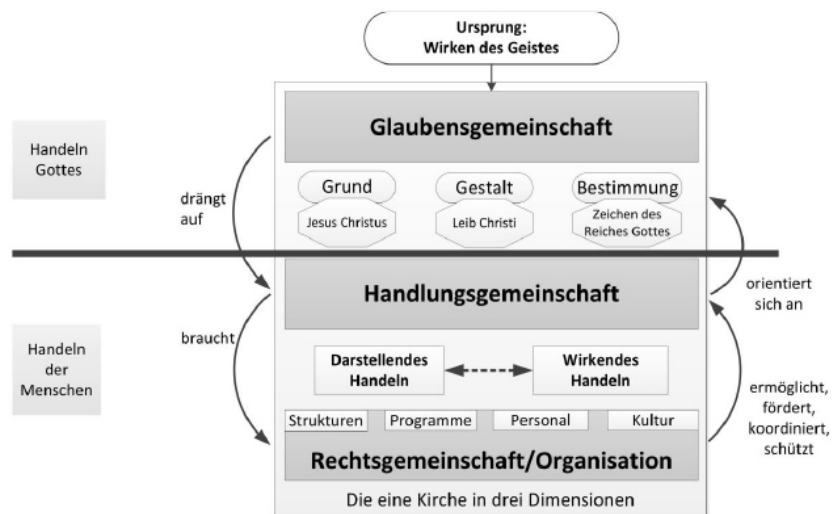 Ursprung:
Wirken des Geistes
Glaubensgemeinschaft
Handeln
Gottes
drängt
auf
Grund
Gestalt
Bestimmung
Jesus Christus
Leib Christi
Zeichen des
Reiches Gottes
Handlungsgemeinschaft
orientiert
sich an
braucht
Handeln
der
Menschen
Darstellendes
Handeln
Wirkendes
Handeln
ermöglicht,
fördert,
koordiniert,
schützt
Strukturen
Programme
Personal
Kultur
Rechtsgemeinschaft/Organisation
Die eine Kirche in drei Dimensionen